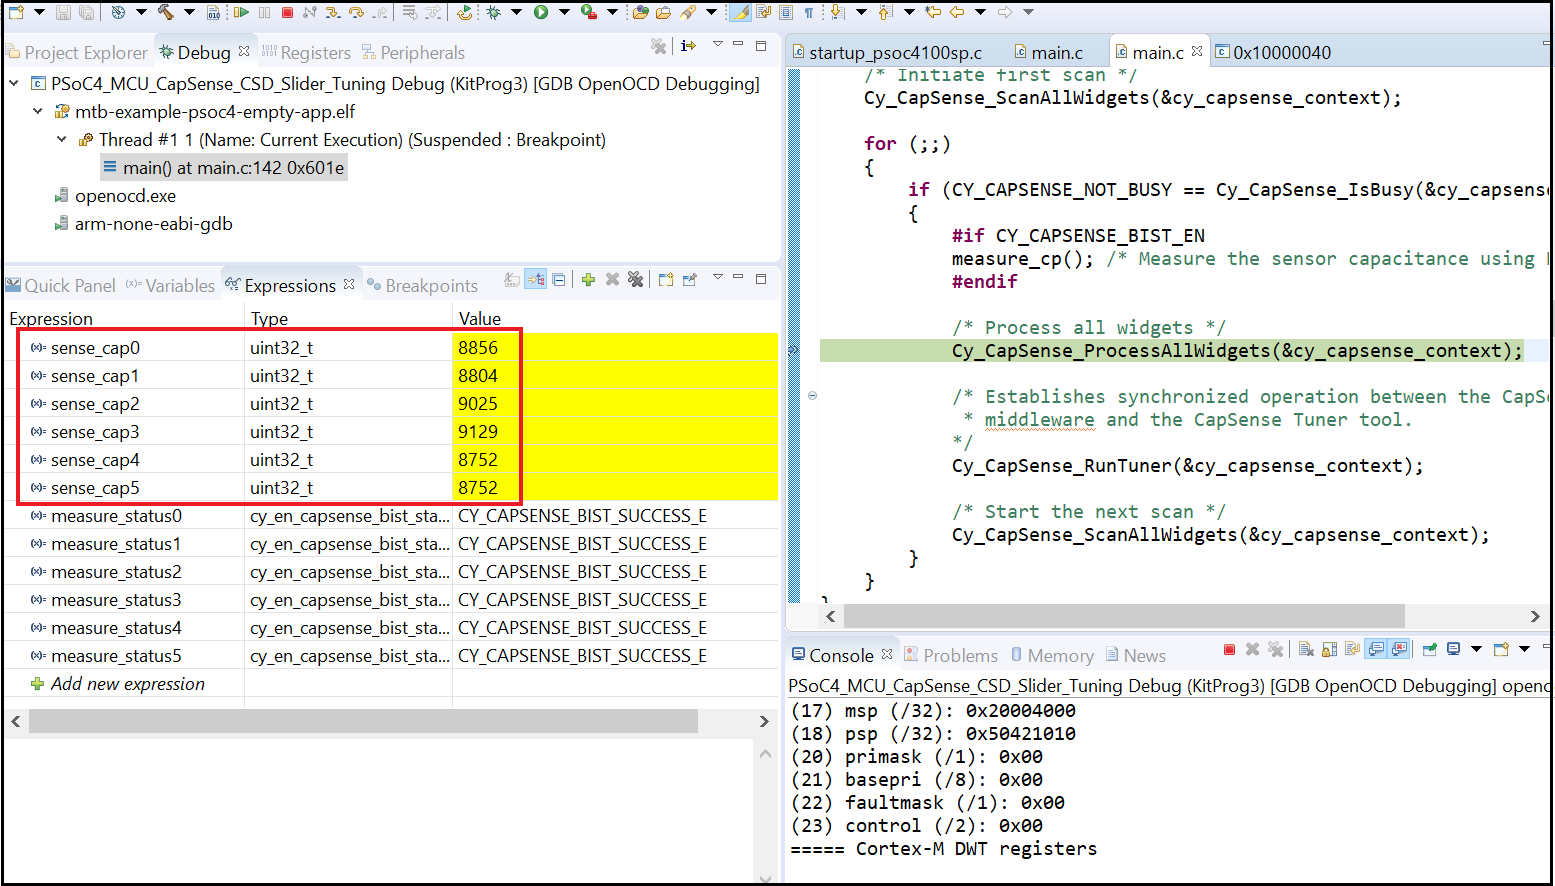 Project Explorer Debug Registers Peripherals
PSoC4_MCU_CapSense_CSD_Slider_Tuning Debug (KitProg3) [GDB OpenOCD Debugging]
mtb-example-psoc4-empty-app.elf
Thread #1 1 (Name: Current Execution) (Suspended : Breakpoint)
main() at main.c:142 0x601e
openocd.exe
arm-none-eabi-gdb
Quick Panel (x)= Variables Expressions Breakpoints
Expression Type Value
(x)= sense_cap0 uint32_t 8856
(x)= sense_cap1 uint32_t 8804
(x)= sense_cap2 uint32_t 9025
(x)= sense_cap3 uint32_t 9129
(x)= sense_cap4 uint32_t 8752
(x)= sense_cap5 uint32_t 8752
(x)= measure_status0 cy_en_capsense_bist_sta... CY_CAPSENSE_BIST_SUCCESS_E
(x)= measure_status1 cy_en_capsense_bist_sta... CY_CAPSENSE_BIST_SUCCESS_E
(x)= measure_status2 cy_en_capsense_bist_sta... CY_CAPSENSE_BIST_SUCCESS_E
(x)= measure_status3 cy_en_capsense_bist_sta... CY_CAPSENSE_BIST_SUCCESS_E
(x)= measure_status4 cy_en_capsense_bist_sta... CY_CAPSENSE_BIST_SUCCESS_E
(x)= measure_status5 cy_en_capsense_bist_sta... CY_CAPSENSE_BIST_SUCCESS_E
Add new expression
startup_psoc4100sp.c main.c main.c 0x10000040
/* Initiate first scan */
Cy_CapSense_ScanAllWidgets(&cy_capsense_context);
for (;;)
{
if (CY_CAPSENSE_NOT_BUSY == Cy_CapSense_IsBusy(&cy_capsense
{
#if CY_CAPSENSE_BIST_EN
measure_cp(); /* Measure the sensor capacitance using
#endif
/* Process all widgets */
Cy_CapSense_ProcessAllWidgets(&cy_capsense_context);
/* Establishes synchronized operation between the CapSe
* middleware and the CapSense Tuner tool.
*/
Cy_CapSense_RunTuner(&cy_capsense_context);
/* Start the next scan */
Cy_CapSense_ScanAllWidgets(&cy_capsense_context);
}
}
Console Problems Memory News
PSoC4_MCU_CapSense_CSD_Slider_Tuning Debug (KitProg3) [GDB OpenOCD Debugging] openo
(17) msp (/32): 0x20004000
(18) psp (/32): 0x50421010
(20) primask (/1): 0x00
(21) basepri (/8): 0x00
(22) faultmask (/1): 0x00
(23) control (/2): 0x00
===== Cortex-M DWT registers